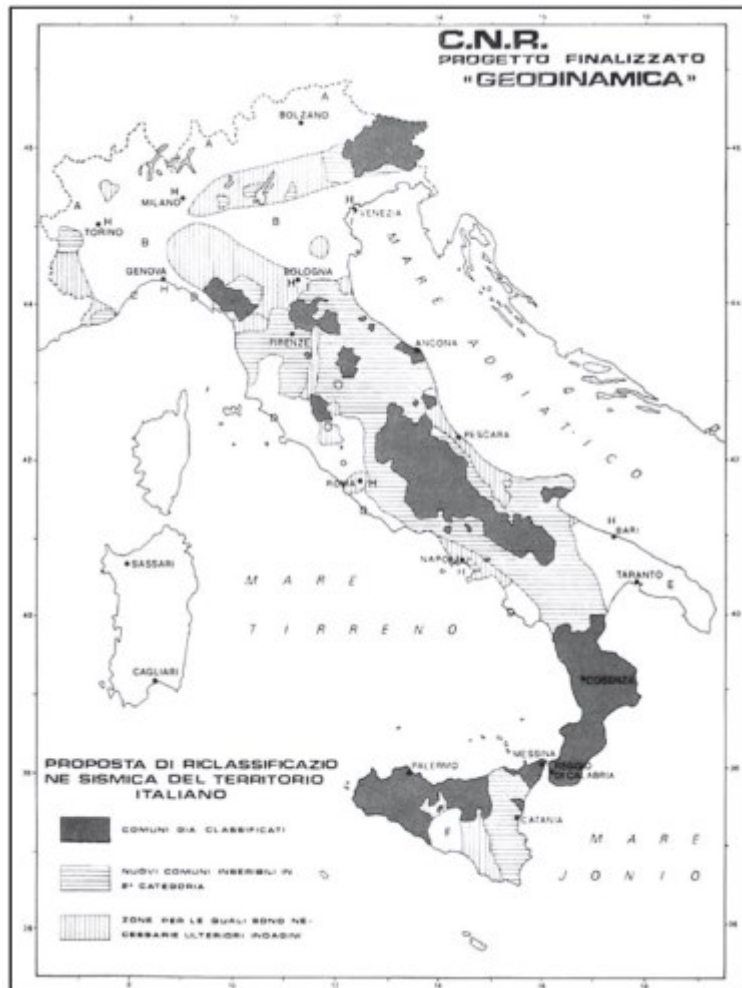 C.N.R.
PROGETTO FINALIZZATO
"GEODINAMICA"
A
BOLZANO
A
H
MILANO
A
H
TORINO
B
B
H
VENEZIA
GENOVA
H
BOLOGNA
H
FIRENZE
ANCONA
MARE
ADRIATICO
PESCARA
ROMA
H
H
BARI
TARANTO
E
SASSARI
MARE
TIRRENO
CAGLIARI
COSENZA
MESSINA
REGGIO
DI CALABRIA
PALERMO
CATANIA
MARE
JONIO
PROPOSTA DI RICLASSIFICAZIO
NE SISMICA DEL TERRITORIO
ITALIANO
COMUNI GIA CLASSIFICATI
NUOVI COMUNI INSERIBILI IN
2ª CATEGORIA
ZONE PER LE QUALI SONO NE-
CESSARIE ULTERIORI INDAGINI